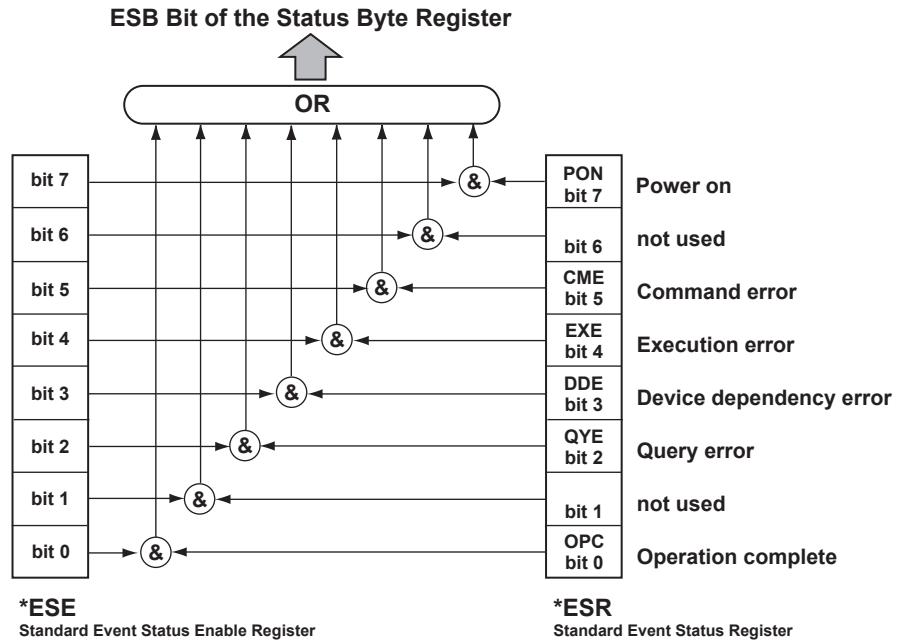 ESB Bit of the Status Byte Register
OR
bit 7
&
PON
bit 7
Power on
bit 6
&
bit 6
not used
bit 5
&
CME
bit 5
Command error
bit 4
&
EXE
bit 4
Execution error
bit 3
&
DDE
bit 3
Device dependency error
bit 2
&
QYE
bit 2
Query error
bit 1
&
bit 1
not used
bit 0
&
OPC
bit 0
Operation complete
*ESE
Standard Event Status Enable Register
*ESR
Standard Event Status Register